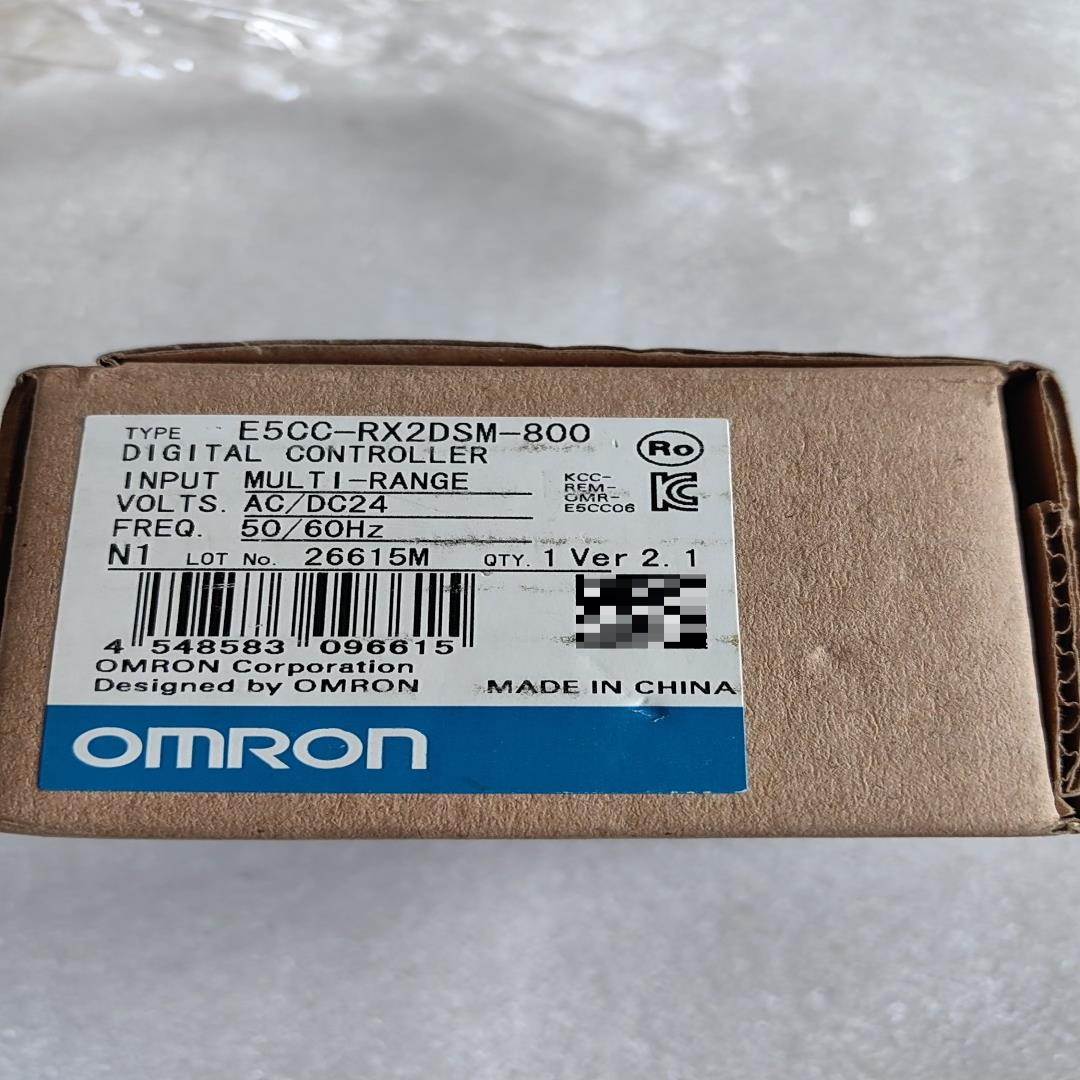 TYPE E5CC-RX2DSM-800
DIGITAL CONTROLLER
Ro
INPUT MULTI-RANGE
KCC-
REM-
OMR-
E5CC06
VOLTS. AC/DC24
FREQ. 50/60Hz
N1 LOT No. 26615M QTY. 1 Ver 2.1
4 548583 096615
OMRON Corporation
Designed by OMRON MADE IN CHINA
OMRON